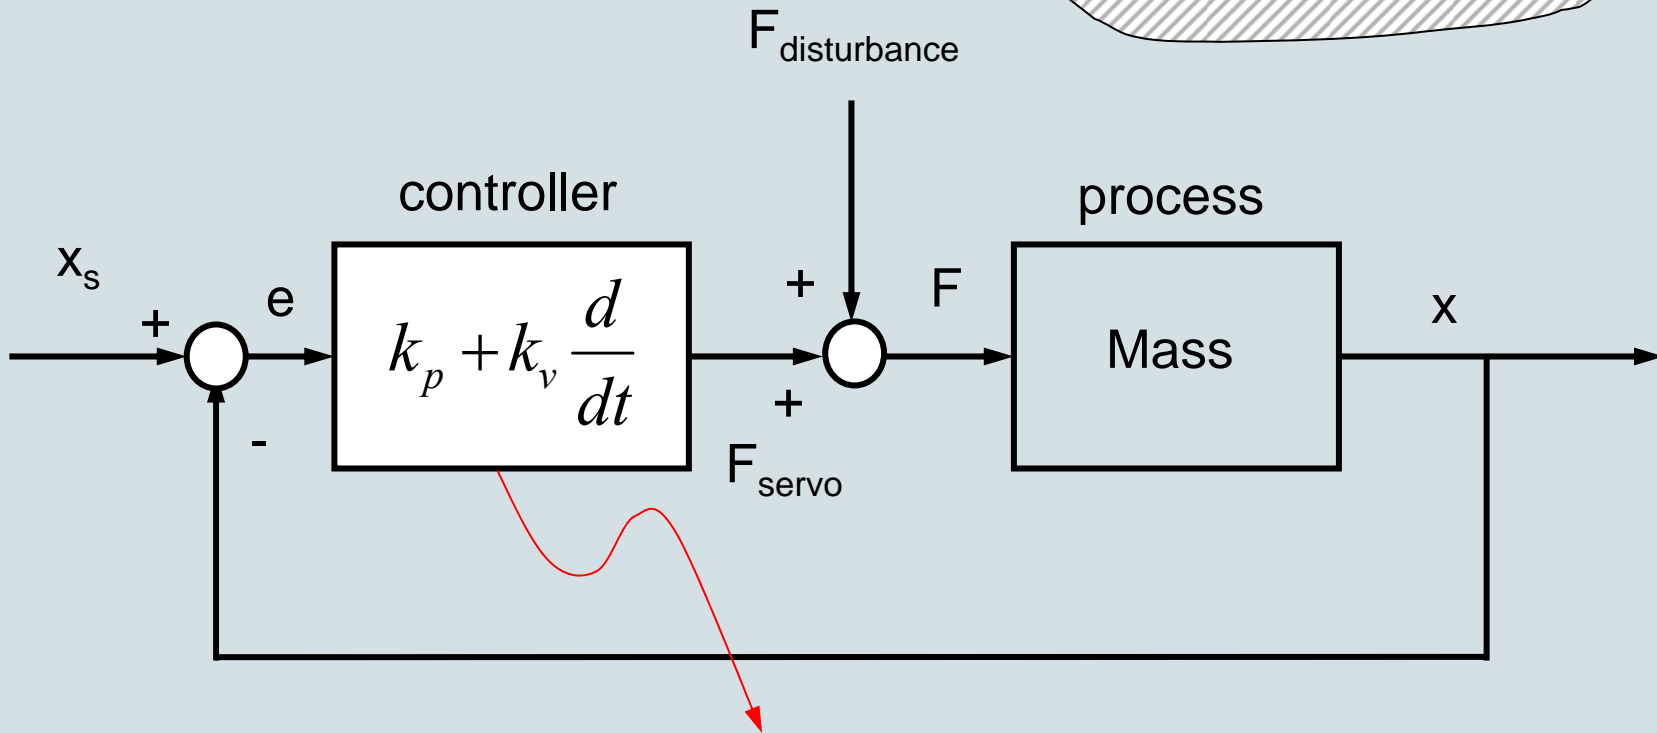 F_disturbance
controller
process
x_s
+
e
k_p + k_v d/dt
+
F
Mass
x
-
+
F_servo